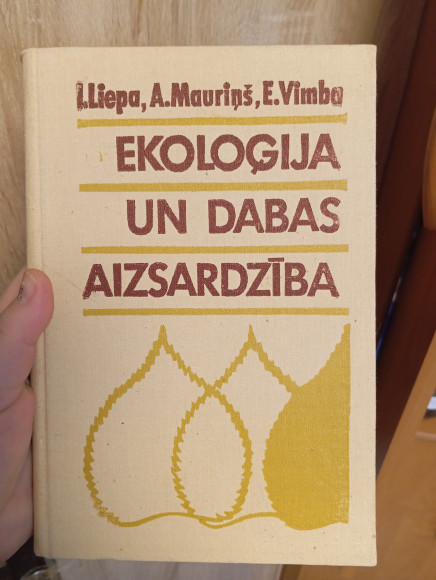 I.Liepa, A.Mauriņš, E.Vimba
EKOLOĢIJA
UN DABAS
AIZSARDZĪBA